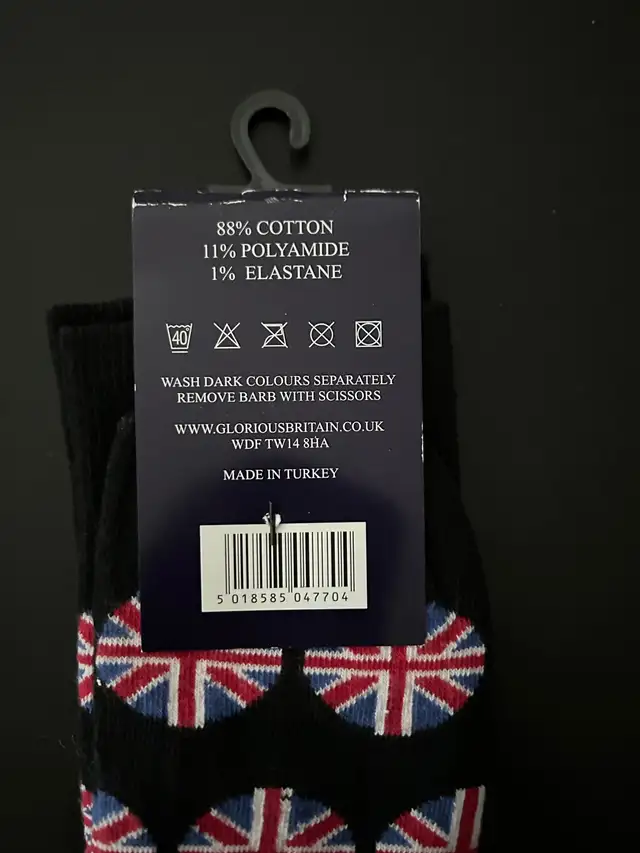 88% COTTON
11% POLYAMIDE
1% ELASTANE
40
WASH DARK COLOURS SEPARATELY
REMOVE BARB WITH SCISSORS
WWW.GLORIOUSBRITAIN.CO.UK
WDF TW14 8HA
MADE IN TURKEY
5 018585 047704